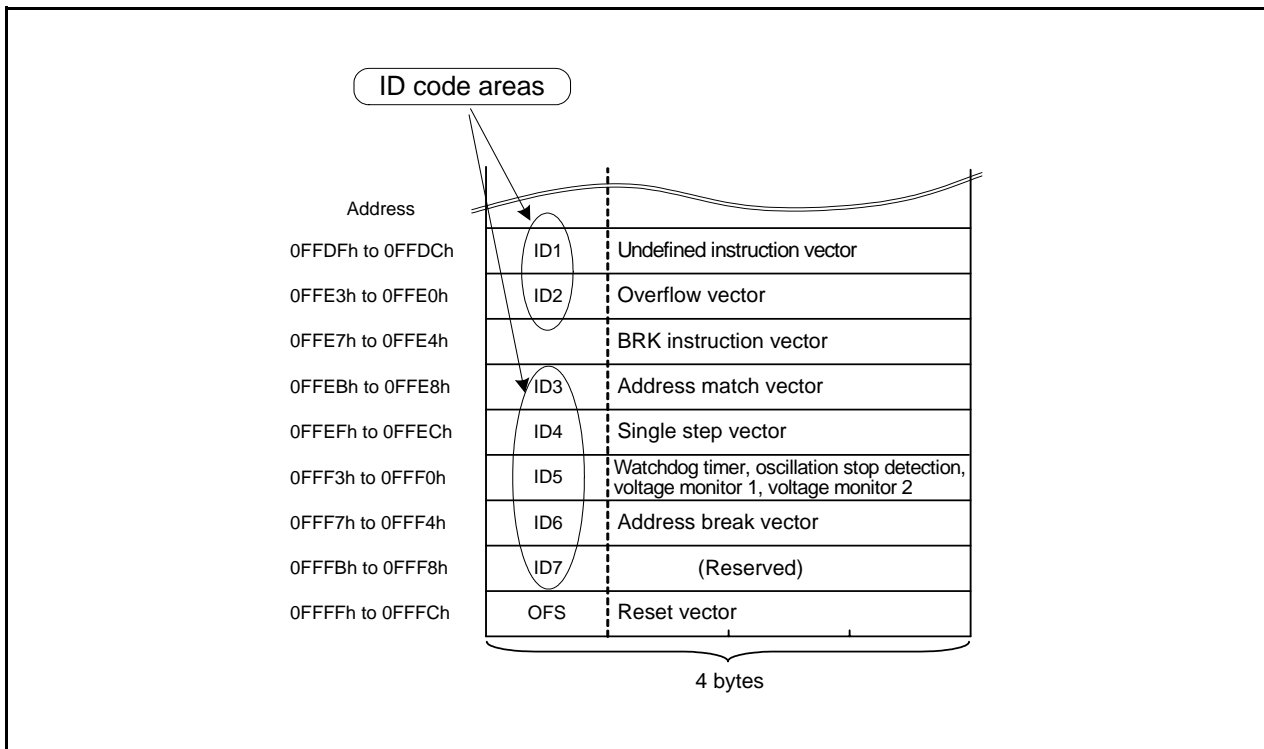 ID code areas
Address
0FFDFh to 0FFDCh ID1 Undefined instruction vector
0FFE3h to 0FFE0h ID2 Overflow vector
0FFE7h to 0FFE4h BRK instruction vector
0FFEBh to 0FFE8h ID3 Address match vector
0FFEFh to 0FFECh ID4 Single step vector
0FFF3h to 0FFF0h ID5 Watchdog timer, oscillation stop detection,
voltage monitor 1, voltage monitor 2
0FFF7h to 0FFF4h ID6 Address break vector
0FFFBh to 0FFF8h ID7 (Reserved)
0FFFFh to 0FFFCh OFS Reset vector
4 bytes